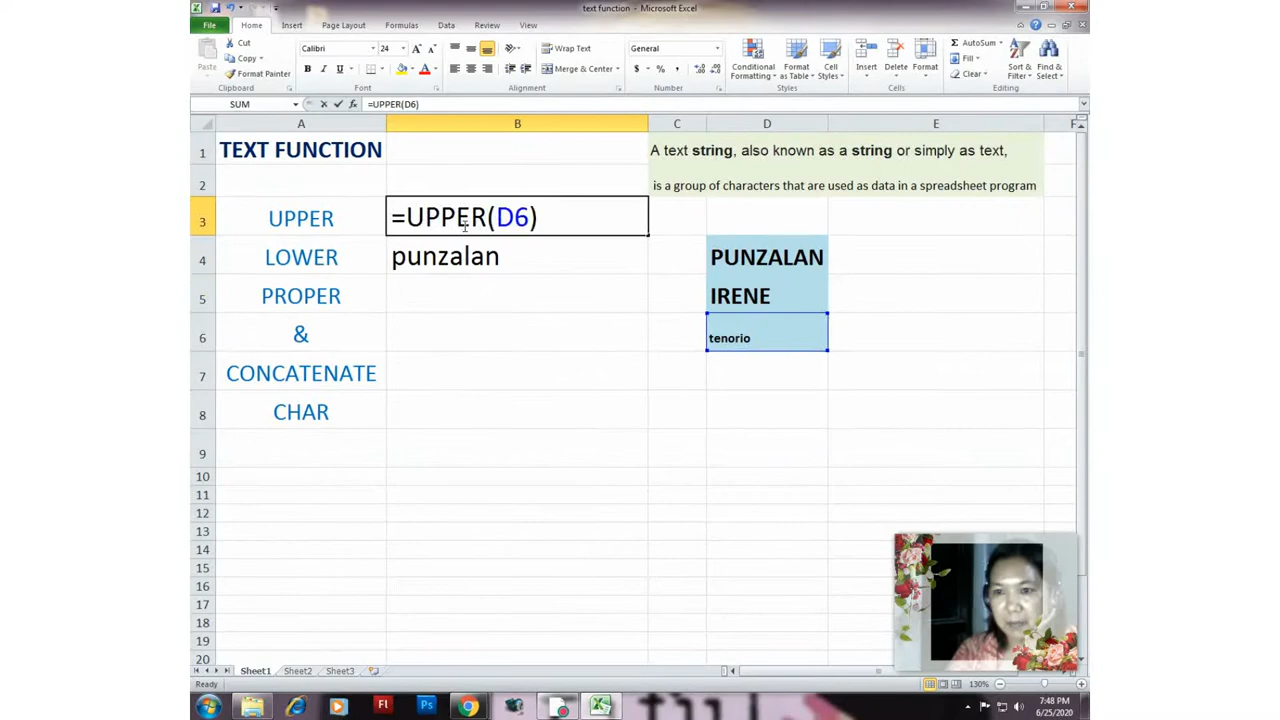 text function - Microsoft Excel
File Home Insert Page Layout Formulas Data Review View
Paste
Cut
Copy
Format Painter
Clipboard
Calibri 24
B I U
Font
Wrap Text
Merge & Center
Alignment
General
$ % ,
Number
Conditional Formatting
Format as Table
Cell Styles
Styles
Insert Delete Format
Cells
AutoSum
Fill
Clear
Sort & Filter
Find & Select
Editing
SUM =UPPER(D6)
A B C D E F
1 TEXT FUNCTION A text string, also known as a string or simply as text,
2 is a group of characters that are used as data in a spreadsheet program
3 UPPER =UPPER(D6)
4 LOWER punzalan PUNZALAN
5 PROPER IRENE
6 & tenorio
7 CONCATENATE
8 CHAR
9
10
11
12
13
14
15
16
17
18
19
20
Sheet1 Sheet2 Sheet3
Ready 130%
Fl Ps
7:48 PM
6/25/2020